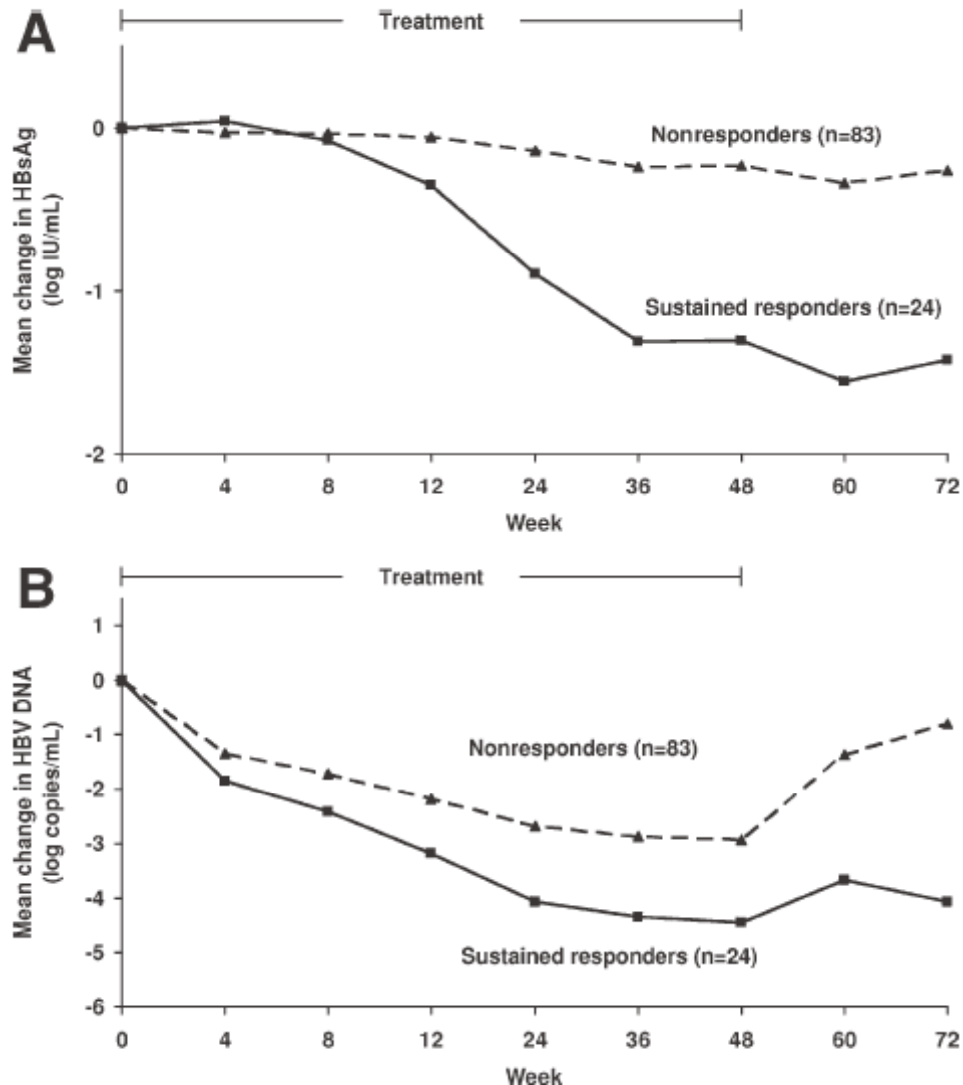 A
Treatment
Mean change in HBsAg
(log IU/mL)
0
-1
-2
Nonresponders (n=83)
Sustained responders (n=24)
0 4 8 12 24 36 48 60 72
Week
B
Treatment
Mean change in HBV DNA
(log copies/mL)
1
0
-1
-2
-3
-4
-5
-6
Nonresponders (n=83)
Sustained responders (n=24)
0 4 8 12 24 36 48 60 72
Week